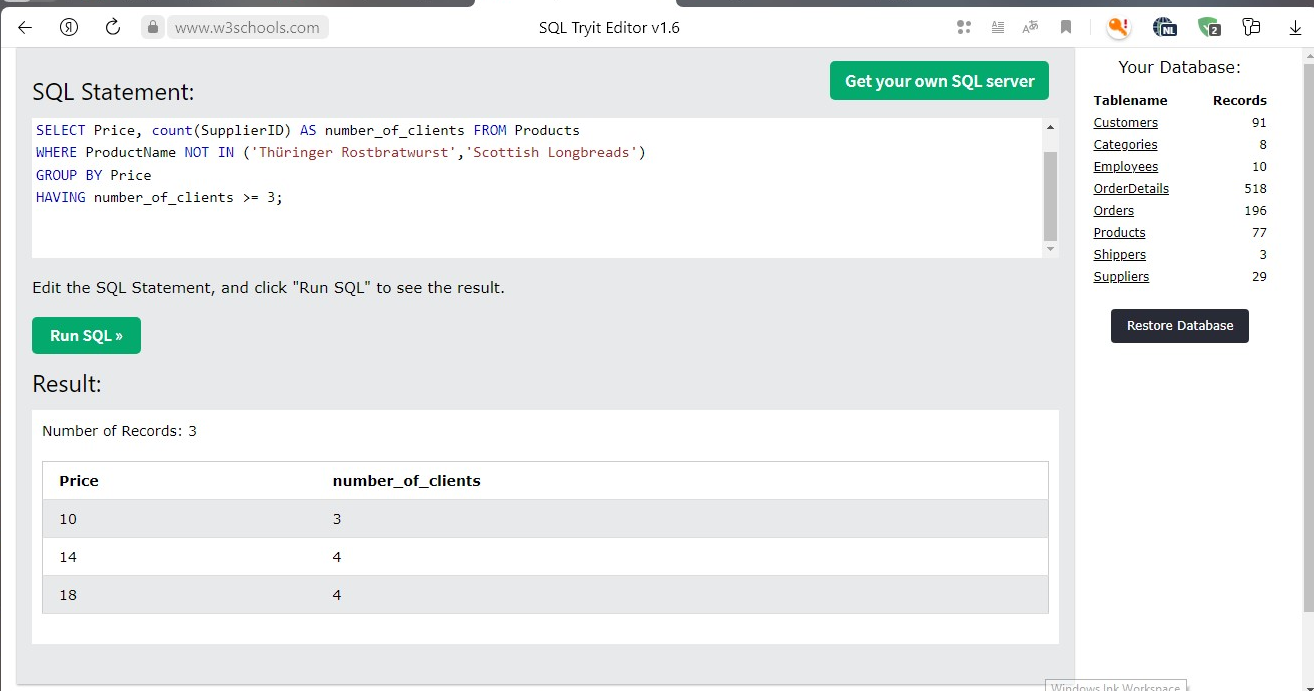 www.w3schools.com
SQL Tryit Editor v1.6
NL
2
SQL Statement:
Get your own SQL server
SELECT Price, count(SupplierID) AS number_of_clients FROM Products
WHERE ProductName NOT IN ('Thüringer Rostbratwurst','Scottish Longbreads')
GROUP BY Price
HAVING number_of_clients >= 3;
Edit the SQL Statement, and click "Run SQL" to see the result.
Run SQL »
Result:
Number of Records: 3
Price number_of_clients
10 3
14 4
18 4
Your Database:
Tablename Records
Customers 91
Categories 8
Employees 10
OrderDetails 518
Orders 196
Products 77
Shippers 3
Suppliers 29
Restore Database
Windows Ink Workspace